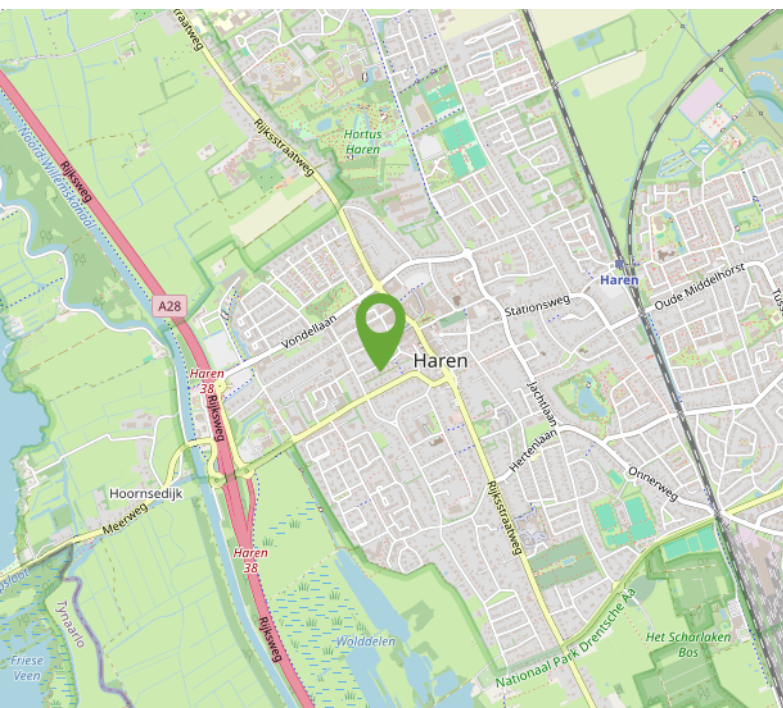 straatweg
Rijksstraatweg
Hortus
Haren
Rijksweg
Noord-Willemskanaal
Haren
Oude Middelhorst
A28
Stationsweg
Vondellaan
Haren
Haren
38
Rijksweg
Jachtlaan
Hertenlaan
Onnerweg
Hoornsedijk
Meerweg
Rijksstraatweg
Haren
38
Tynaarlo
Rijksweg
Wolddelen
Nationaal Park Drentsche Aa
Het Scharlaken
Bos
Friese
Veen